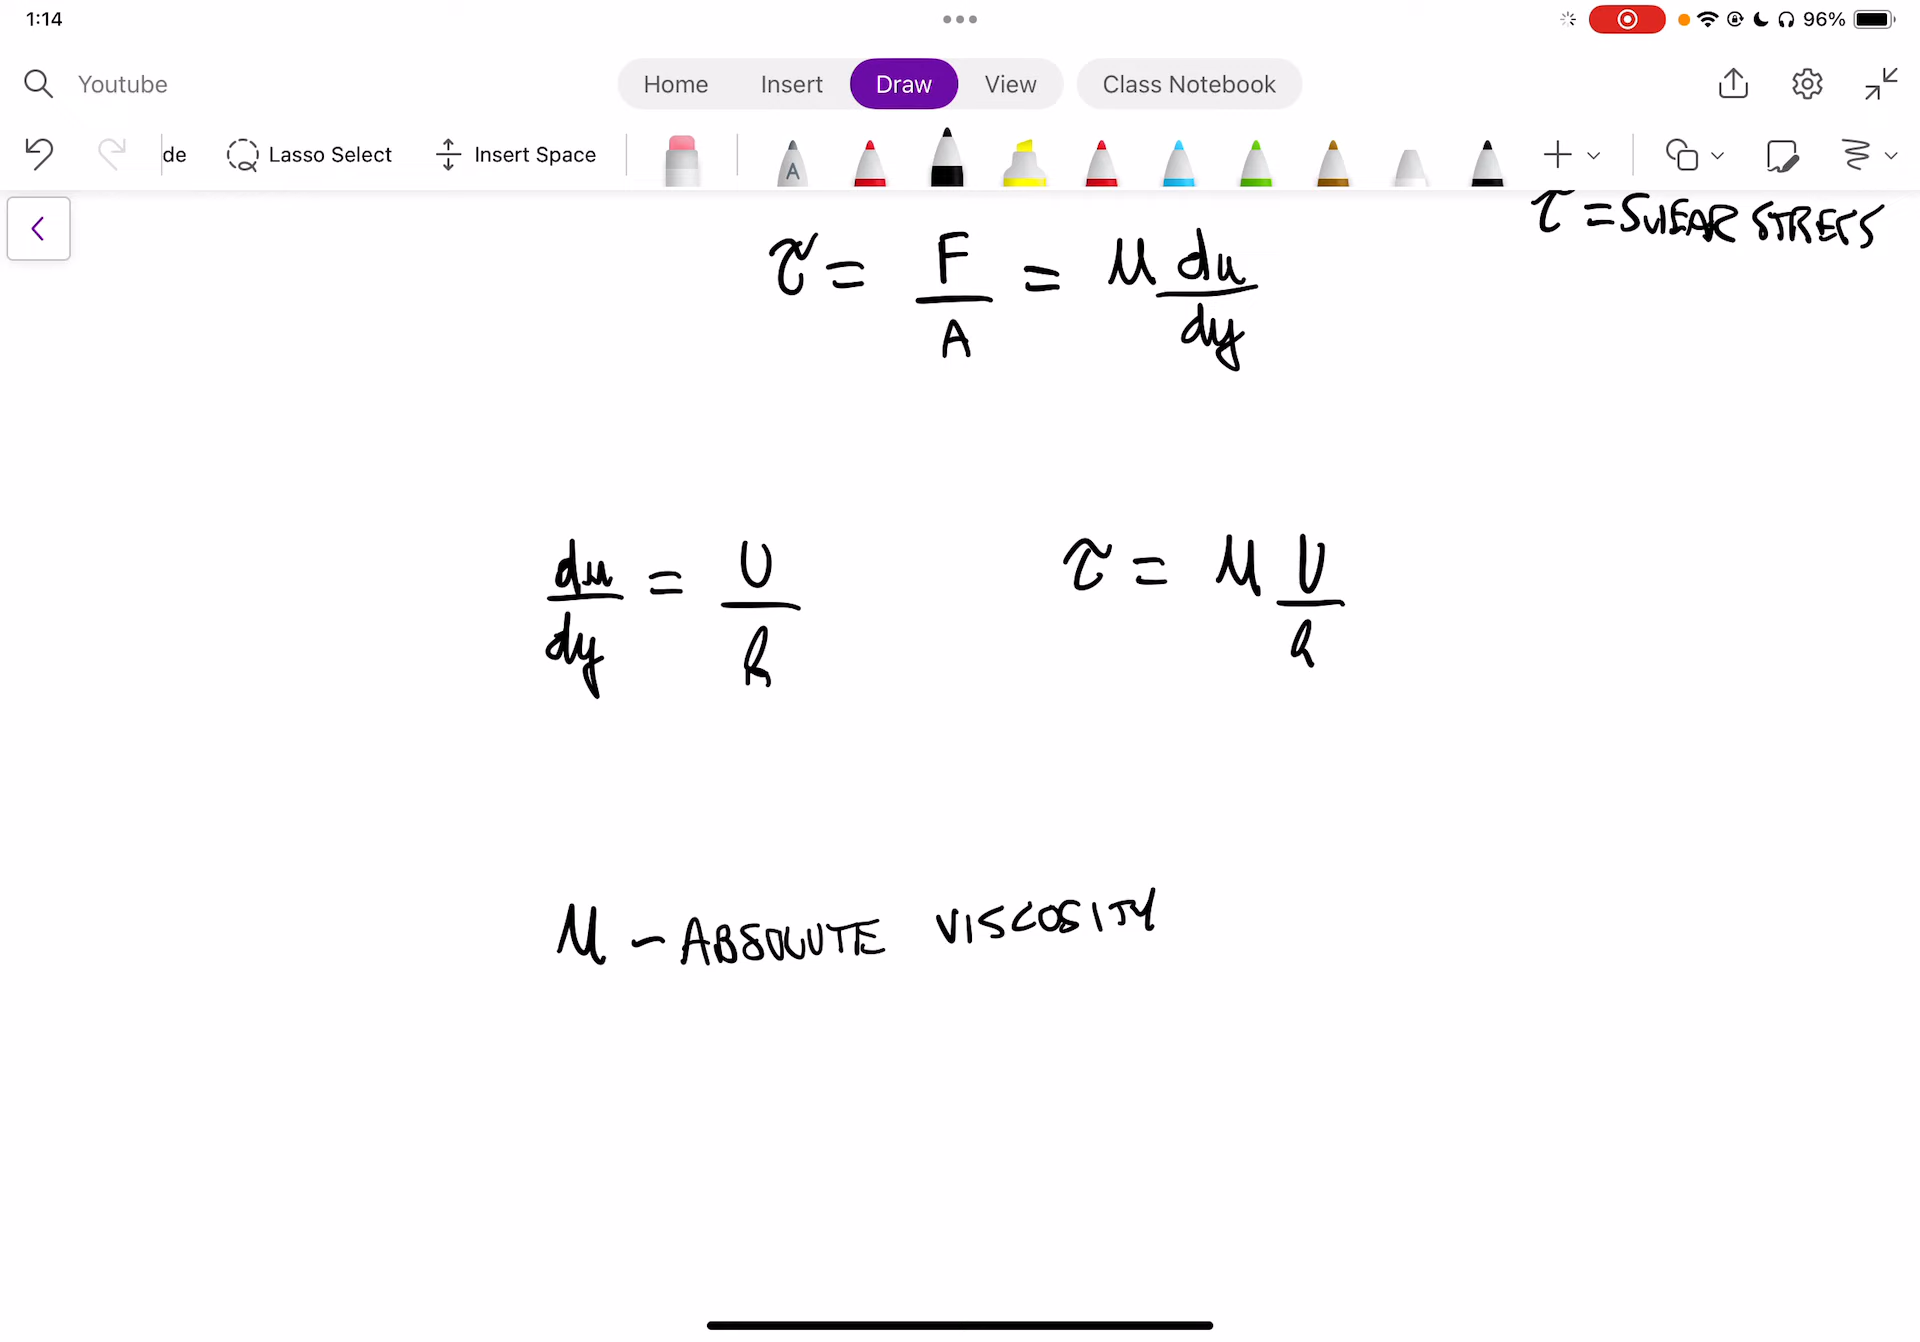 1:14
96%
Youtube
Home Insert Draw View Class Notebook
de Lasso Select Insert Space A
τ = SHEAR STRESS
τ = F/A = μ du/dy
du/dy = U/h τ = μ U/h
μ - ABSOLUTE VISCOSITY